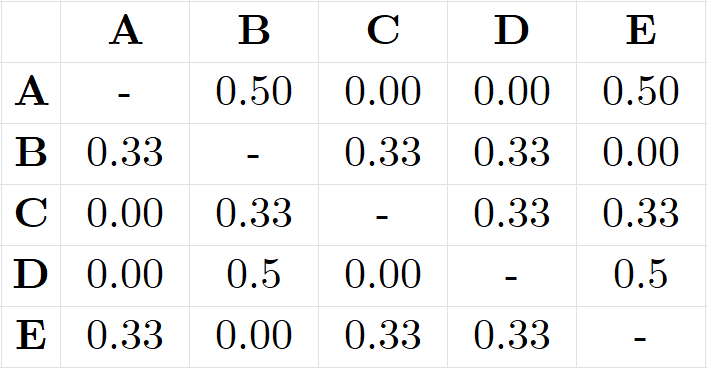 A B C D E
A - 0.50 0.00 0.00 0.50
B 0.33 - 0.33 0.33 0.00
C 0.00 0.33 - 0.33 0.33
D 0.00 0.5 0.00 - 0.5
E 0.33 0.00 0.33 0.33 -